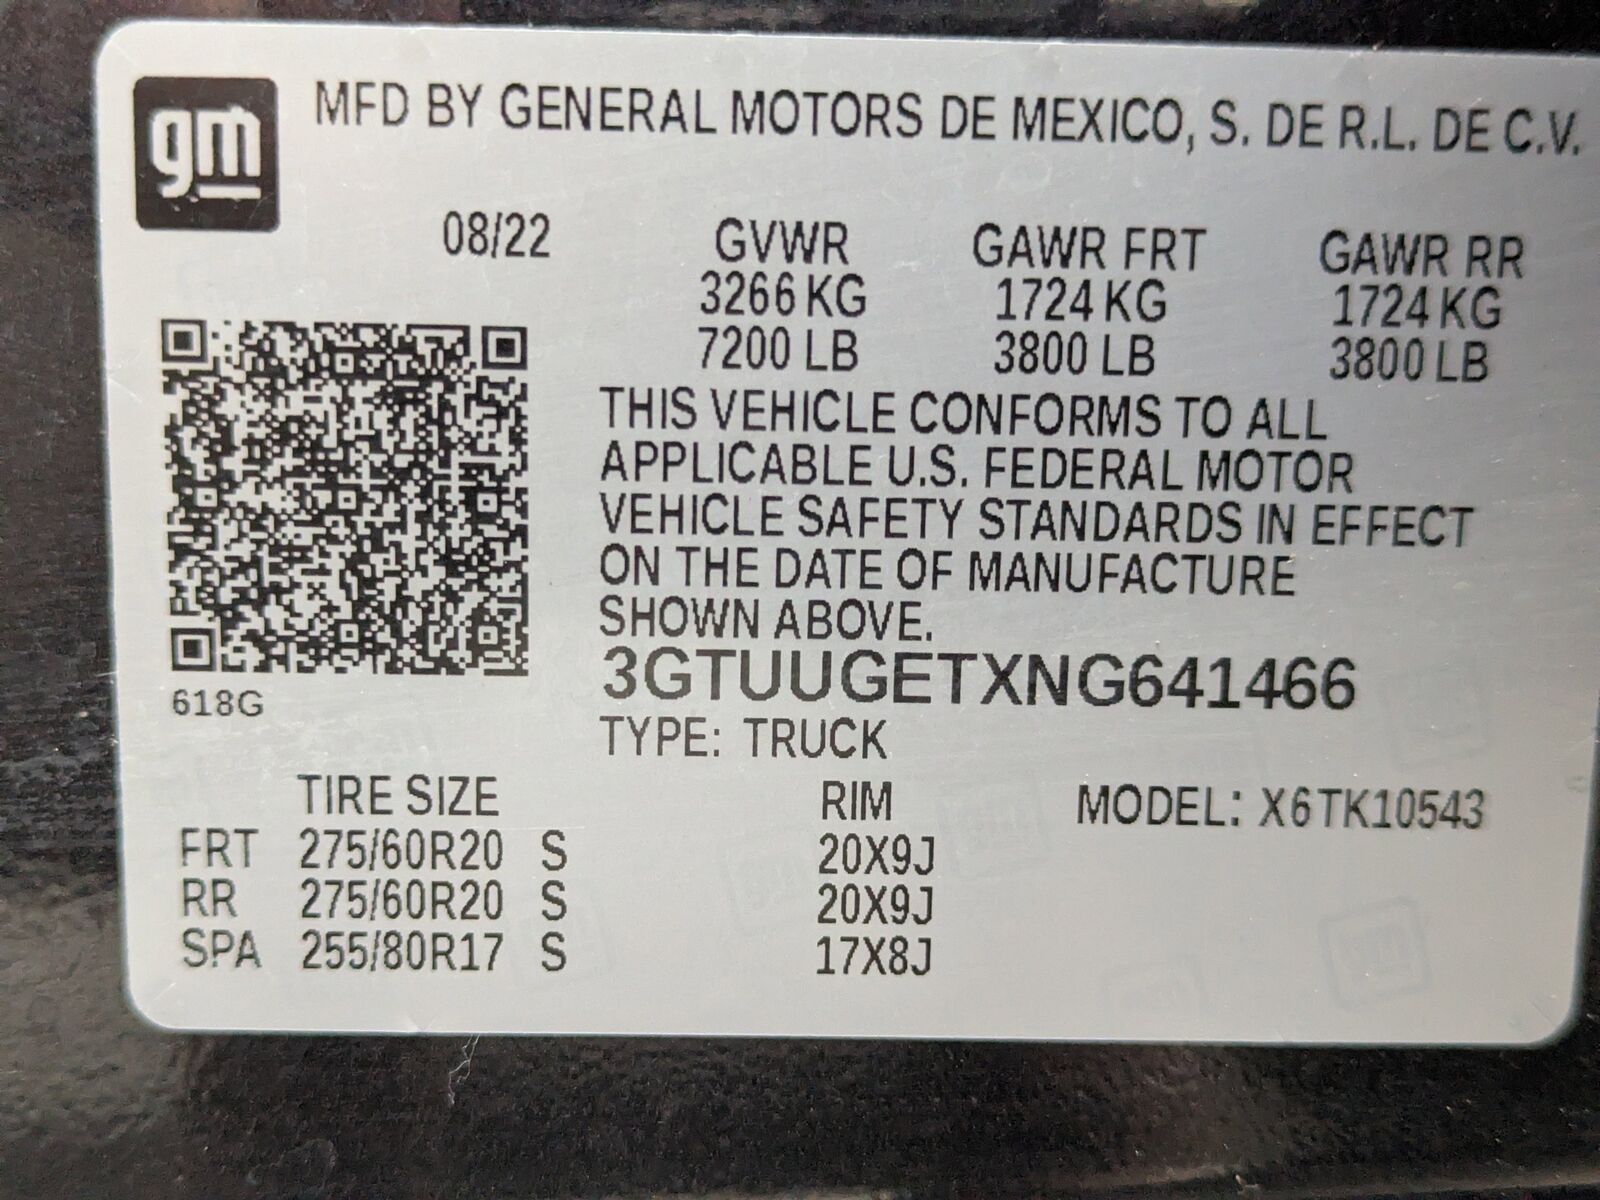 gm
MFD BY GENERAL MOTORS DE MEXICO, S. DE R.L. DE C.V.
08/22 GVWR GAWR FRT GAWR RR
3266 KG 1724 KG 1724 KG
7200 LB 3800 LB 3800 LB
THIS VEHICLE CONFORMS TO ALL
APPLICABLE U.S. FEDERAL MOTOR
VEHICLE SAFETY STANDARDS IN EFFECT
ON THE DATE OF MANUFACTURE
SHOWN ABOVE.
3GTUUGETXNG641466
618G
TYPE: TRUCK
TIRE SIZE RIM MODEL: X6TK10543
FRT 275/60R20 S 20X9J
RR 275/60R20 S 20X9J
SPA 255/80R17 S 17X8J